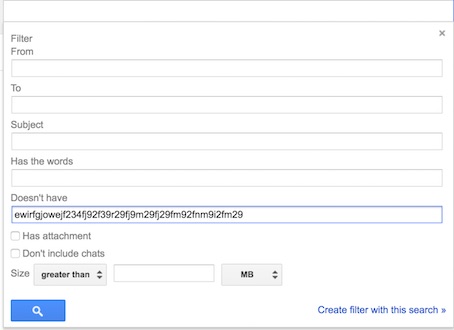 Filter
From
To
Subject
Has the words
Doesn't have
ewirfgjowejf234fj92f39r29fj9m29fj29fm92fnm9i2fm29
Has attachment
Don't include chats
Size greater than MB
Create filter with this search »